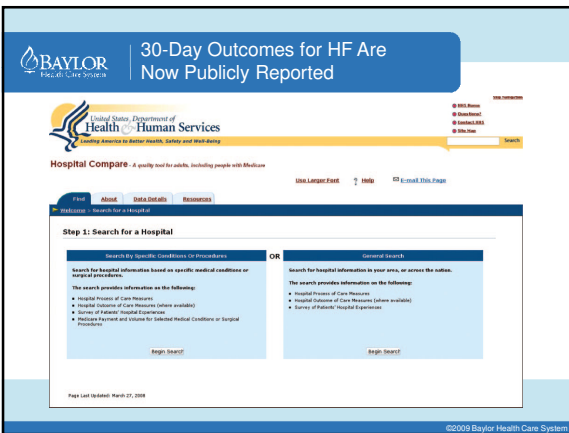 BAYLOR
Health Care System
30-Day Outcomes for HF Are
Now Publicly Reported
Skip Navigation
United States Department of
Health & Human Services
Leading America to Better Health, Safety and Well-Being
HHS Home
Questions?
Contact HHS
Site Map
Search
Hospital Compare - A quality tool for adults, including people with Medicare
Use Larger Font ? Help E-mail This Page
Find About Data Details Resources
Welcome > Search for a Hospital
Step 1: Search for a Hospital
Search By Specific Conditions Or Procedures
Search for hospital information based on specific medical conditions or
surgical procedures.
The search provides information on the following:
• Hospital Process of Care Measures
• Hospital Outcome of Care Measures (where available)
• Survey of Patients' Hospital Experiences
• Medicare Payment and Volume for Selected Medical Conditions or Surgical
Procedures
Begin Search
OR
General Search
Search for hospital information in your area, or across the nation.
The search provides information on the following:
• Hospital Process of Care Measures
• Hospital Outcome of Care Measures (where available)
• Survey of Patients' Hospital Experiences
Begin Search
Page Last Updated: March 27, 2008
©2009 Baylor Health Care System